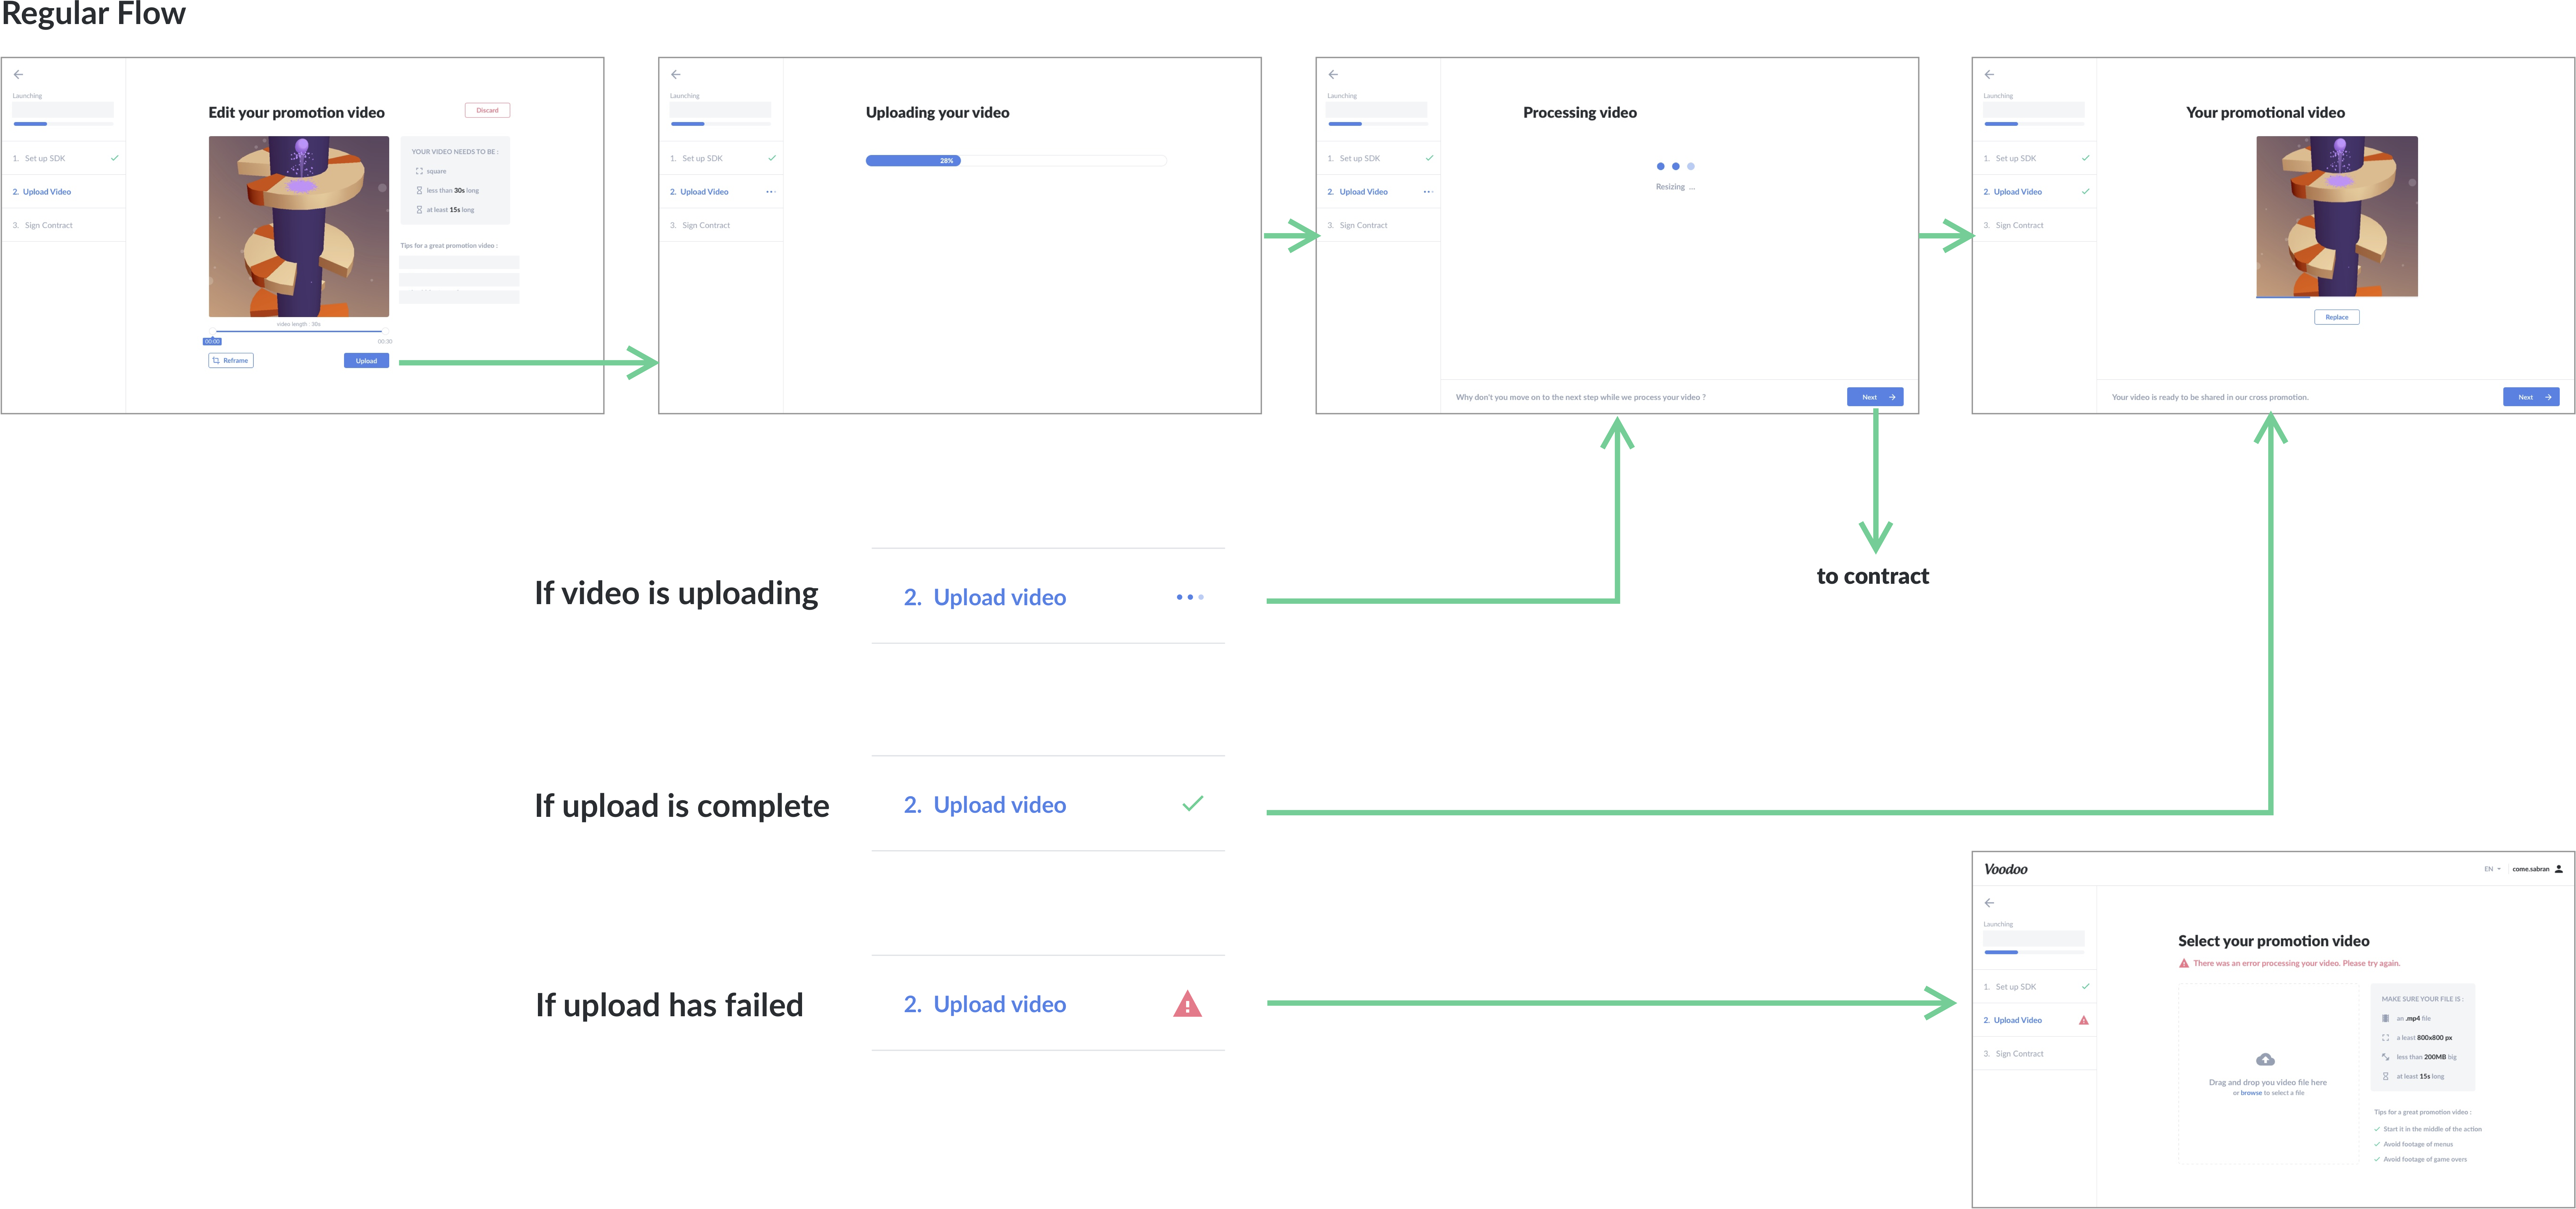 Regular Flow
Launching
1. Set up SDK
2. Upload Video
3. Sign Contract
Edit your promotion video
Discard
YOUR VIDEO NEEDS TO BE :
square
less than 30s long
at least 15s long
Tips for a great promotion video :
video length : 30s
00:00
00:30
Reframe
Upload
Launching
1. Set up SDK
2. Upload Video
3. Sign Contract
Uploading your video
28%
Launching
1. Set up SDK
2. Upload Video
3. Sign Contract
Processing video
Resizing ...
Why don't you move on to the next step while we process your video ?
Next
Launching
1. Set up SDK
2. Upload Video
3. Sign Contract
Your promotional video
Replace
Your video is ready to be shared in our cross promotion.
Next
to contract
If video is uploading
2. Upload video
If upload is complete
2. Upload video
If upload has failed
2. Upload video
Voodoo
EN
come.sabran
Launching
1. Set up SDK
2. Upload Video
3. Sign Contract
Select your promotion video
There was an error processing your video. Please try again.
Drag and drop you video file here
or browse to select a file
MAKE SURE YOUR FILE IS :
an .mp4 file
a least 800x800 px
less than 200MB big
at least 15s long
Tips for a great promotion video :
Start it in the middle of the action
Avoid footage of menus
Avoid footage of game overs